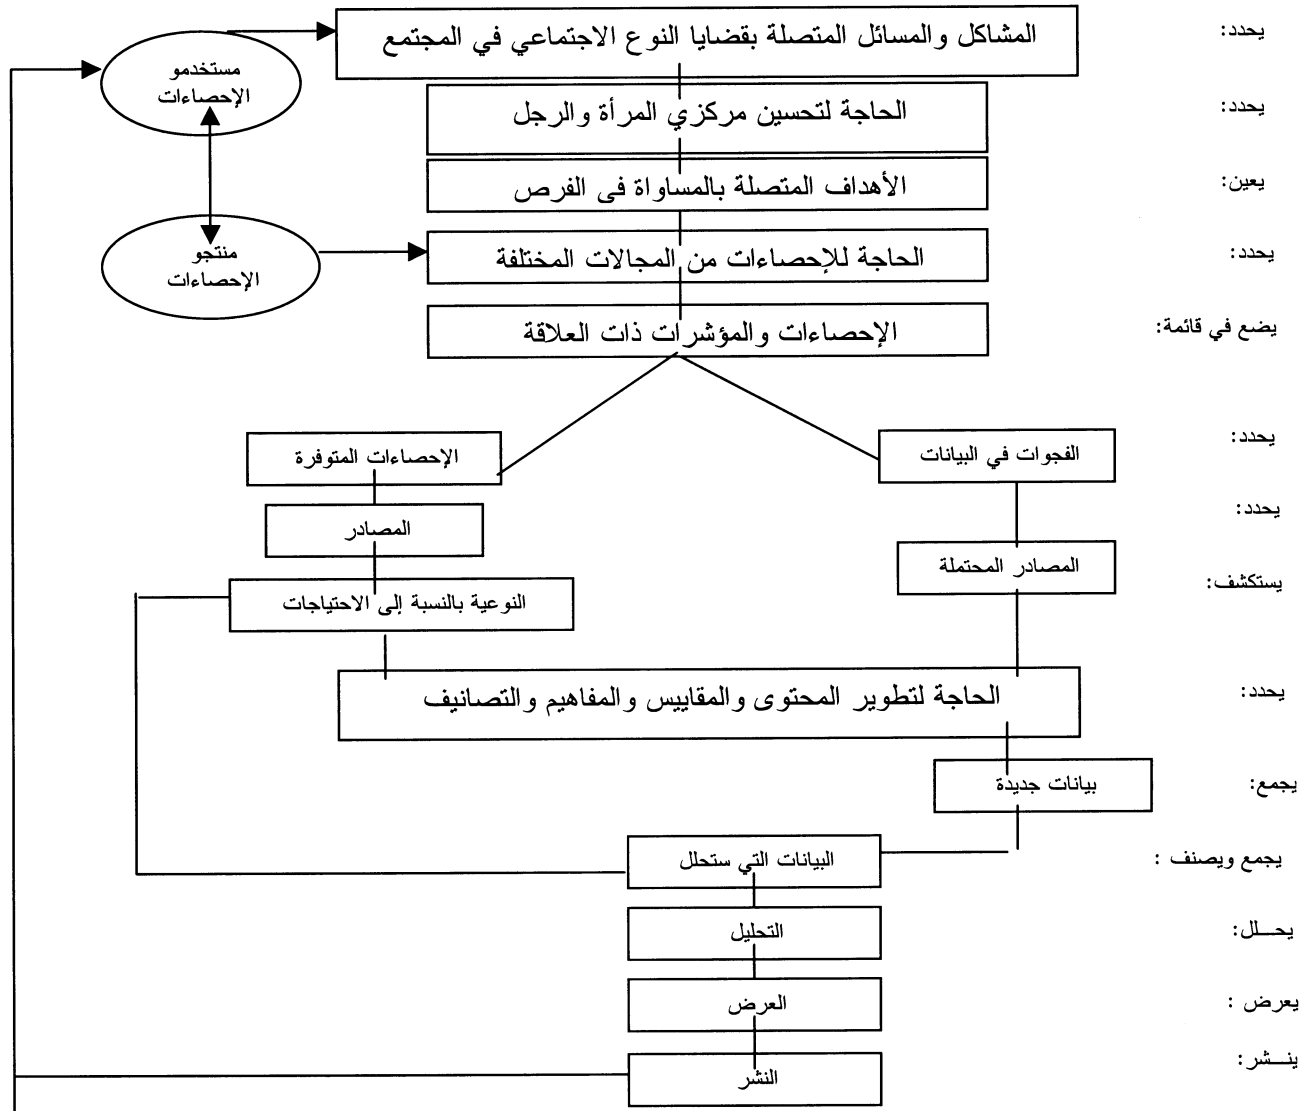 يحدد:
المشاكل والمسائل المتصلة بقضايا النوع الاجتماعي في المجتمع
مستخدمو
الإحصاءات
يحدد:
الحاجة لتحسين مركزي المرأة والرجل
يعين:
الأهداف المتصلة بالمساواة فى الفرص
يحدد:
الحاجة للإحصاءات من المجالات المختلفة
منتجو
الإحصاءات
يضع في قائمة:
الإحصاءات والمؤشرات ذات العلاقة
يحدد:
الفجوات في البيانات
الإحصاءات المتوفرة
يحدد:
المصادر
المصادر المحتملة
يستكشف:
النوعية بالنسبة إلى الاحتياجات
يحدد:
الحاجة لتطوير المحتوى والمقاييس والمفاهيم والتصانيف
يجمع:
بيانات جديدة
يجمع ويصنف :
البيانات التي ستحلل
يحـــلل:
التحليل
يعرض :
العرض
ينـــشر:
النشر